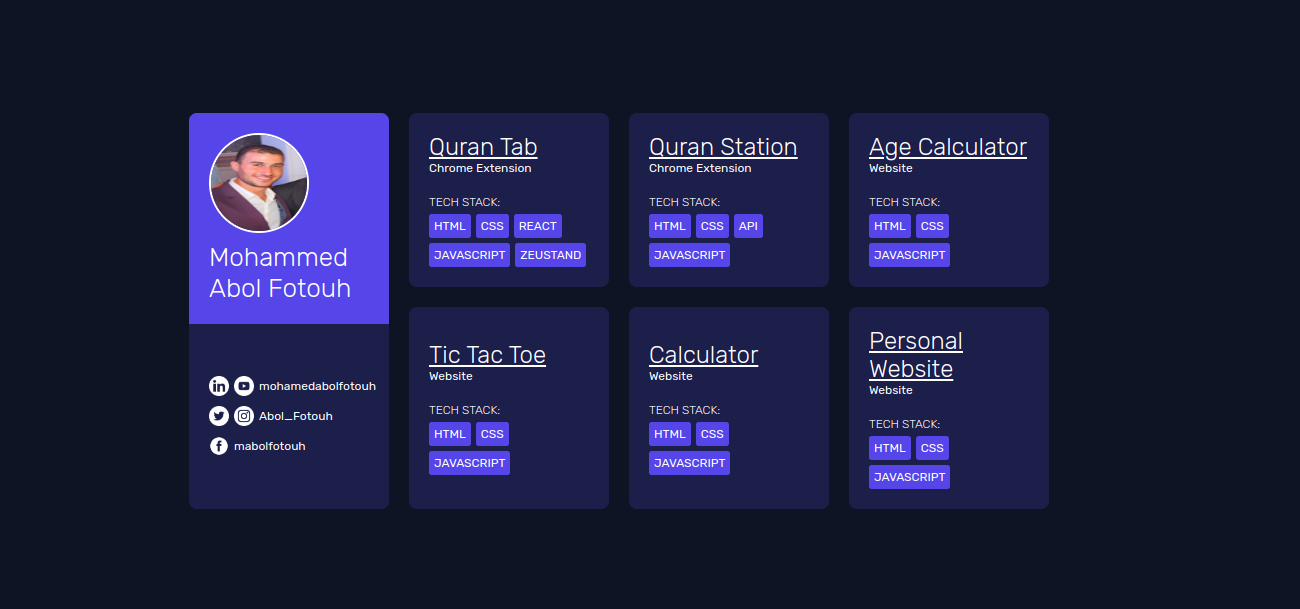 Mohammed
Abol Fotouh
mohamedabolfotouh
Abol_Fotouh
mabolfotouh
Quran Tab
Chrome Extension
TECH STACK:
HTML CSS REACT
JAVASCRIPT ZEUSTAND
Quran Station
Chrome Extension
TECH STACK:
HTML CSS API
JAVASCRIPT
Age Calculator
Website
TECH STACK:
HTML CSS
JAVASCRIPT
Tic Tac Toe
Website
TECH STACK:
HTML CSS
JAVASCRIPT
Calculator
Website
TECH STACK:
HTML CSS
JAVASCRIPT
Personal
Website
Website
TECH STACK:
HTML CSS
JAVASCRIPT